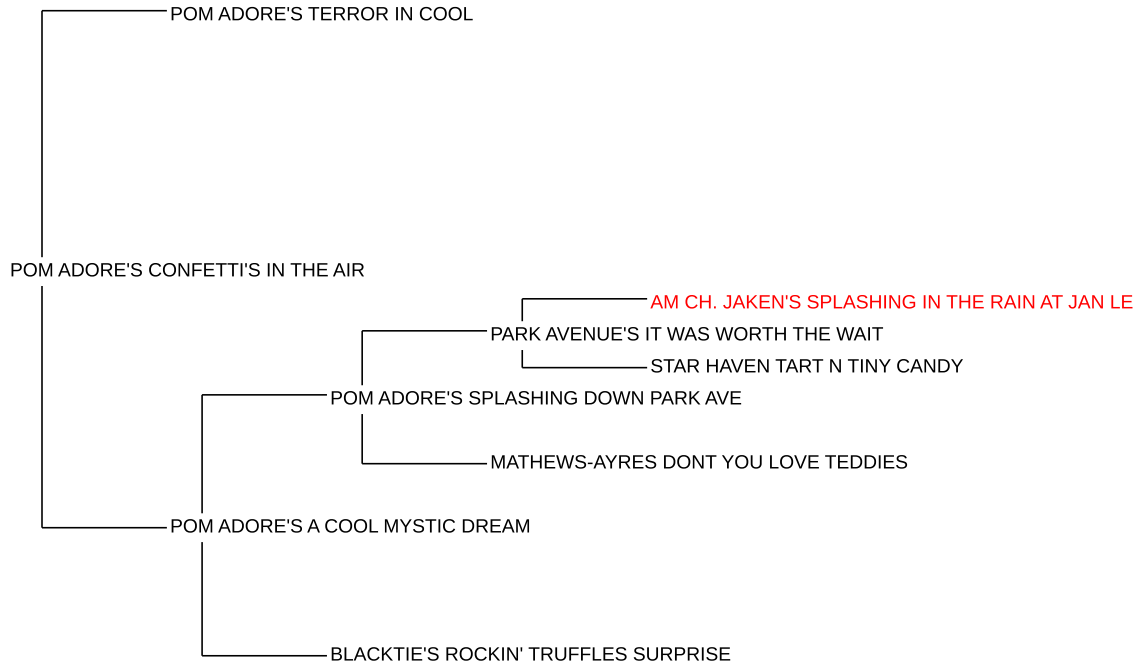 POM ADORE'S TERROR IN COOL
POM ADORE'S CONFETTI'S IN THE AIR
AM CH. JAKEN'S SPLASHING IN THE RAIN AT JAN LE
PARK AVENUE'S IT WAS WORTH THE WAIT
STAR HAVEN TART N TINY CANDY
POM ADORE'S SPLASHING DOWN PARK AVE
MATHEWS-AYRES DONT YOU LOVE TEDDIES
POM ADORE'S A COOL MYSTIC DREAM
BLACKTIE'S ROCKIN' TRUFFLES SURPRISE